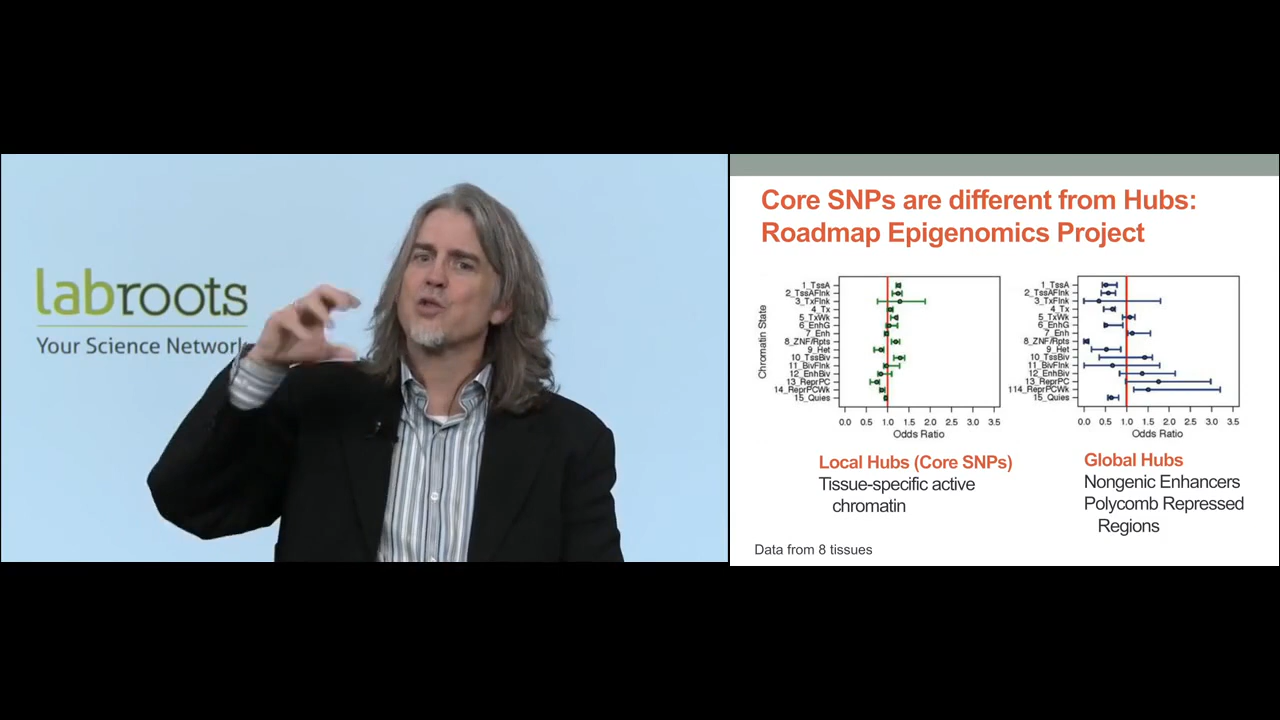 labroots
Your Science Network
Core SNPs are different from Hubs:
Roadmap Epigenomics Project
Chromatin State
1_TssA
2_TssAFlnk
3_TxFlnk
4_Tx
5_TxWk
6_EnhG
7_Enh
8_ZNF/Rpts
9_Het
10_TssBiv
11_BivFlnk
12_EnhBiv
13_ReprPC
14_ReprPCWk
15_Quies
0.0 0.5 1.0 1.5 2.0 2.5 3.0 3.5
Odds Ratio
1_TssA
2_TssAFlnk
3_TxFlnk
4_Tx
5_TxWk
6_EnhG
7_Enh
8_ZNF/Rpts
9_Het
10_TssBiv
11_BivFlnk
12_EnhBiv
13_ReprPC
114_ReprPCWk
15_Quies
0.0 0.5 1.0 1.5 2.0 2.5 3.0 3.5
Odds Ratio
Local Hubs (Core SNPs)
Tissue-specific active
chromatin
Global Hubs
Nongenic Enhancers
Polycomb Repressed
Regions
Data from 8 tissues